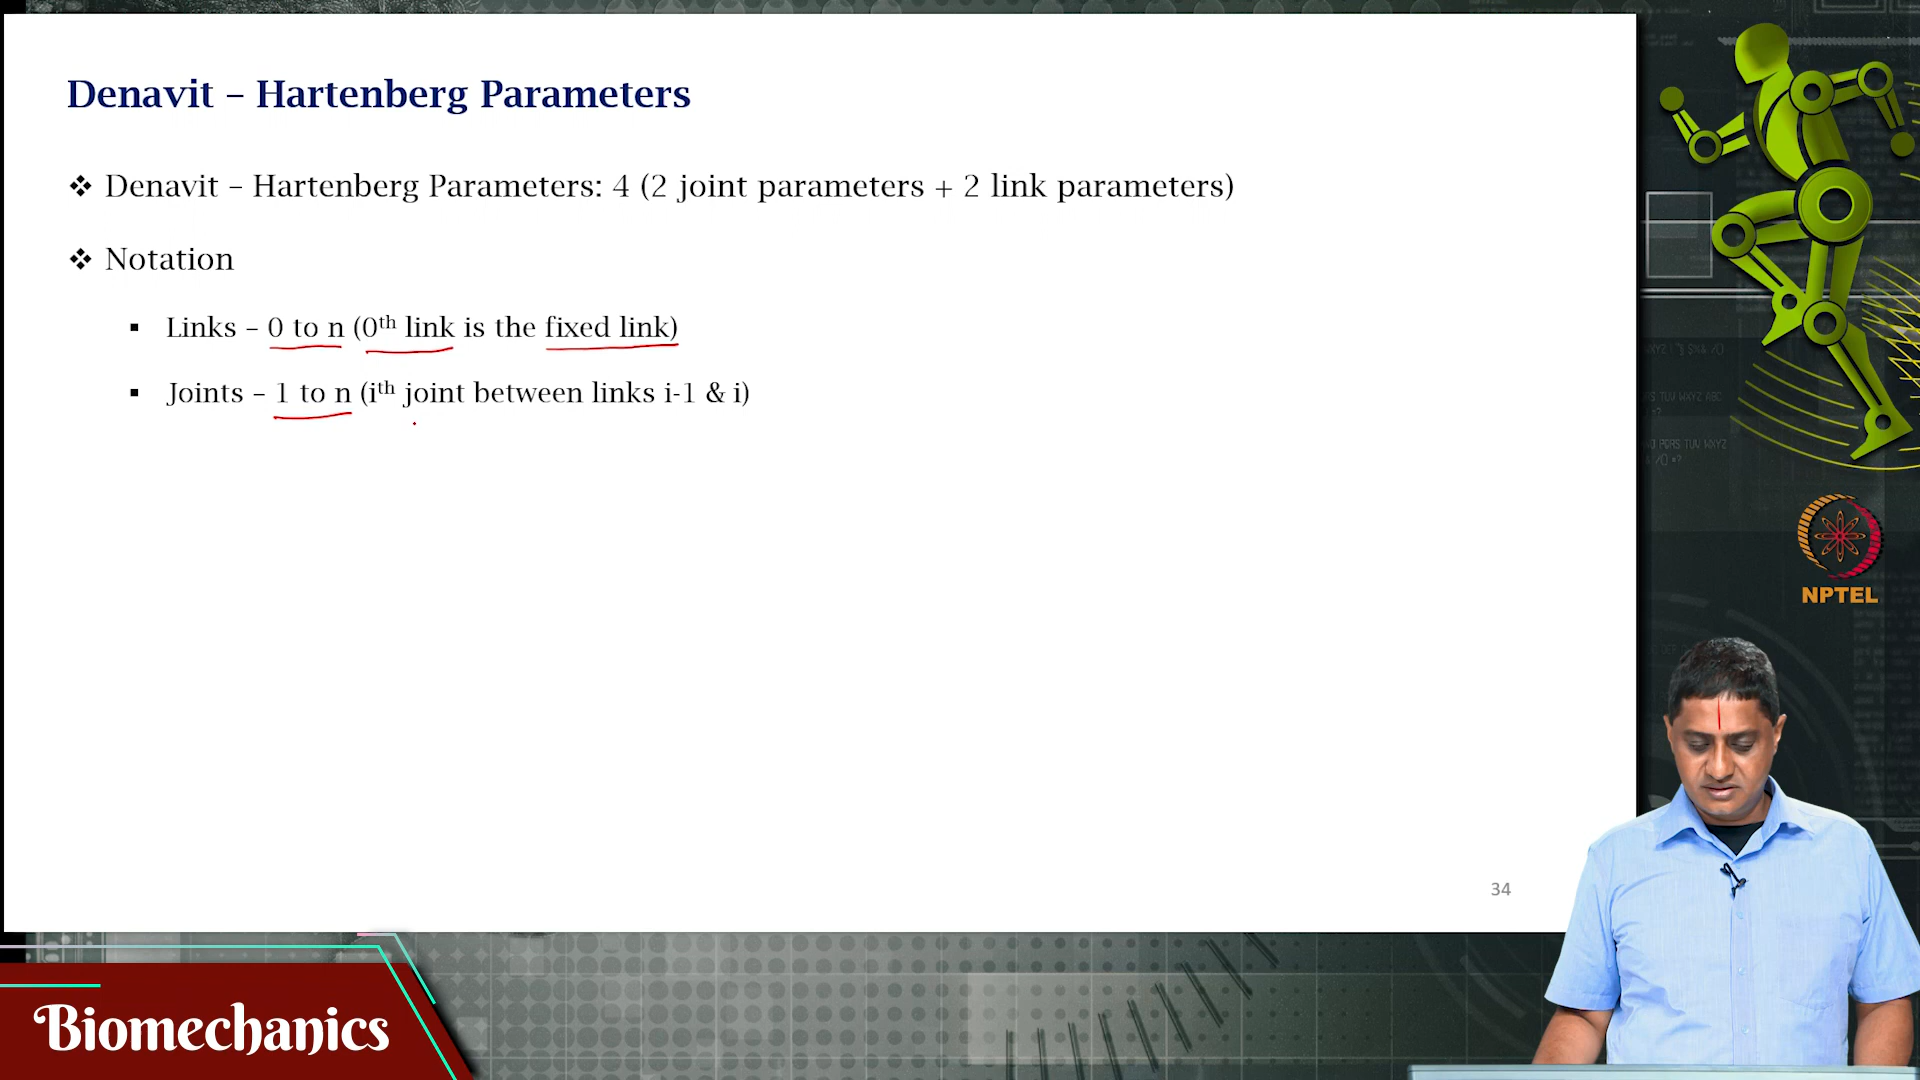 Denavit – Hartenberg Parameters
❖ Denavit – Hartenberg Parameters: 4 (2 joint parameters + 2 link parameters)
❖ Notation
▪ Links – 0 to n (0th link is the fixed link)
▪ Joints – 1 to n (ith joint between links i-1 & i)
NPTEL
34
Biomechanics